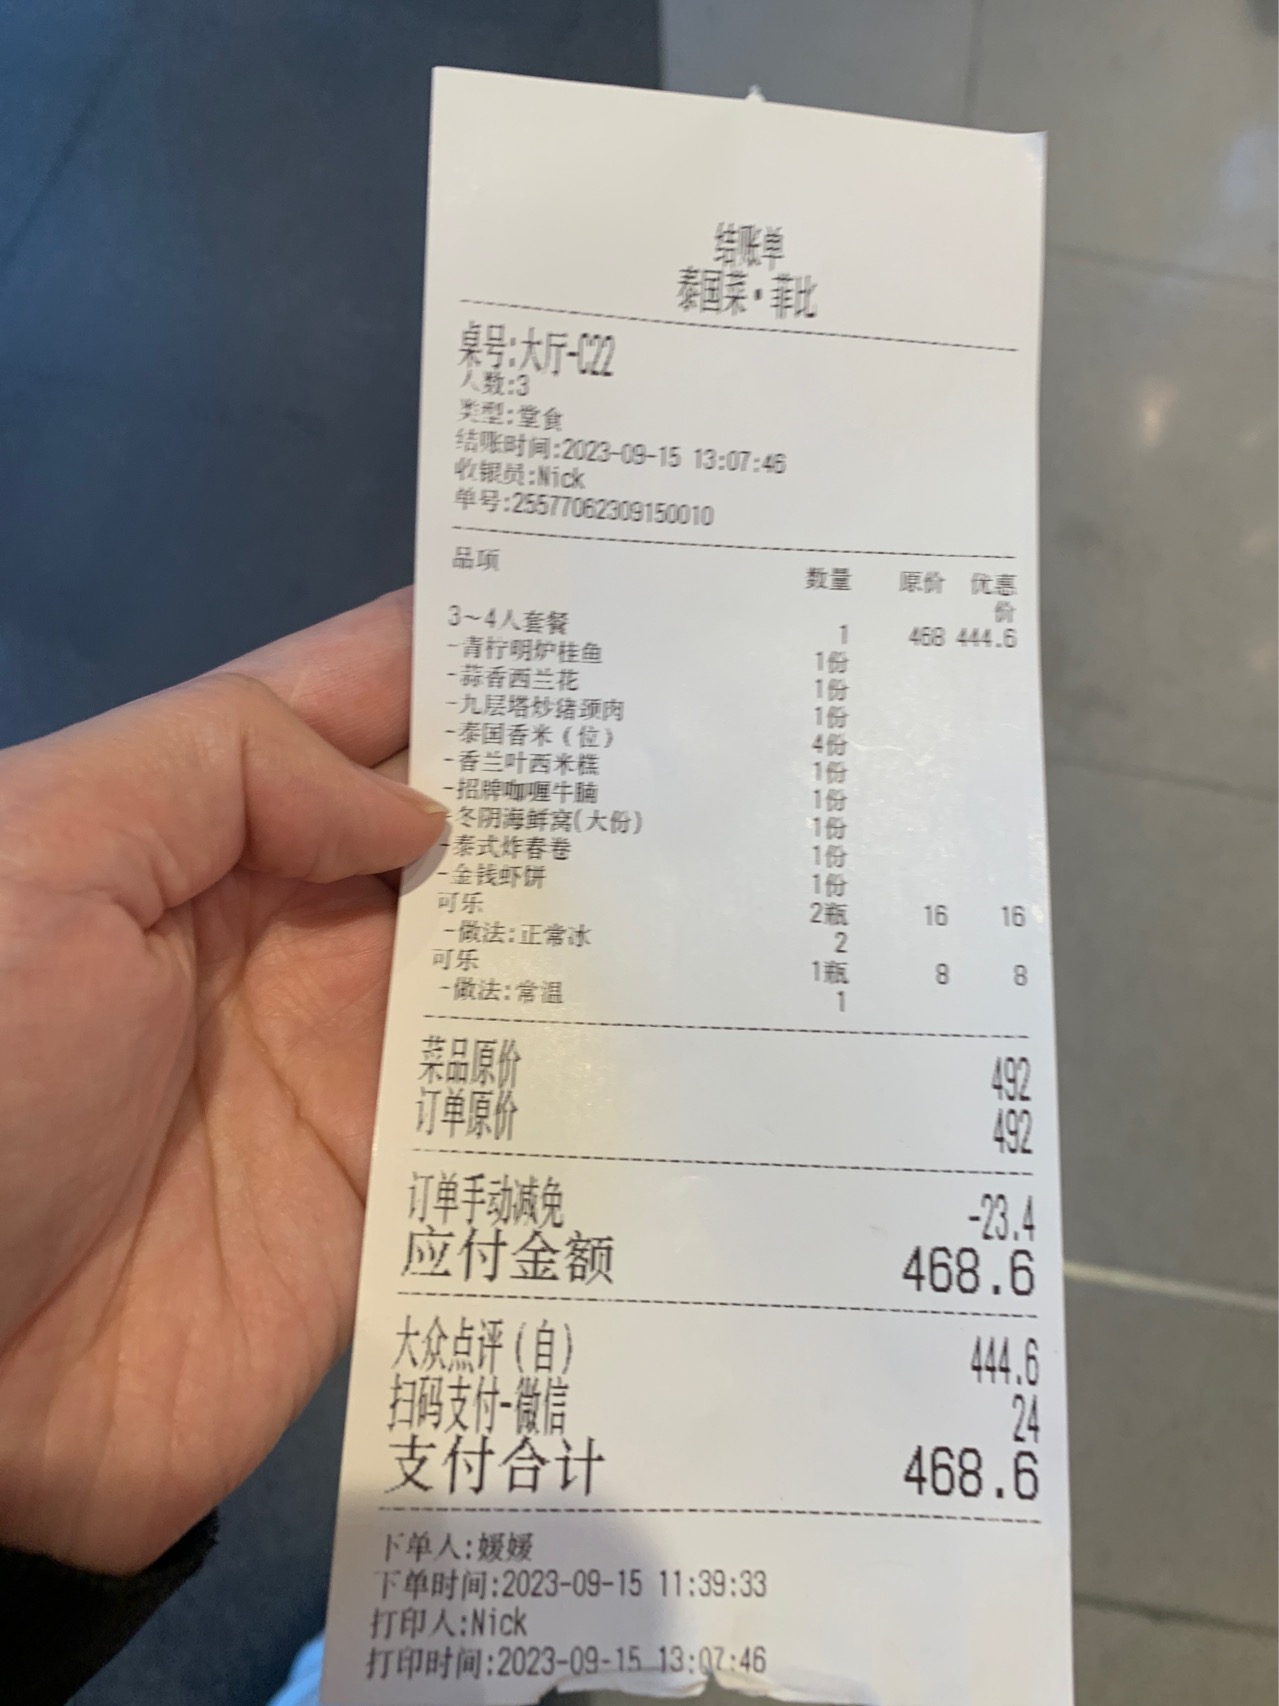 结账单
泰国菜·菲比
桌号:大厅-C22
人数:3
类型:堂食
结账时间:2023-09-15 13:07:46
收银员:Nick
单号:25577062309150010
品项 数量 原价 优惠价
3~4人套餐 1 468 444.6
-青柠明炉桂鱼 1份
-蒜香西兰花 1份
-九层塔炒猪颈肉 1份
-泰国香米(位) 4份
-香兰叶西米糕 1份
-招牌咖喱牛腩 1份
-冬阴海鲜窝(大份) 1份
-泰式炸春卷 1份
-金钱虾饼 1份
可乐 2瓶 16 16
-做法:正常冰 2
可乐 1瓶 8 8
-做法:常温 1
菜品原价 492
订单原价 492
订单手动减免 -23.4
应付金额 468.6
大众点评(自) 444.6
扫码支付-微信 24
支付合计 468.6
下单人:媛媛
下单时间:2023-09-15 11:39:33
打印人:Nick
打印时间:2023-09-15 13:07:46